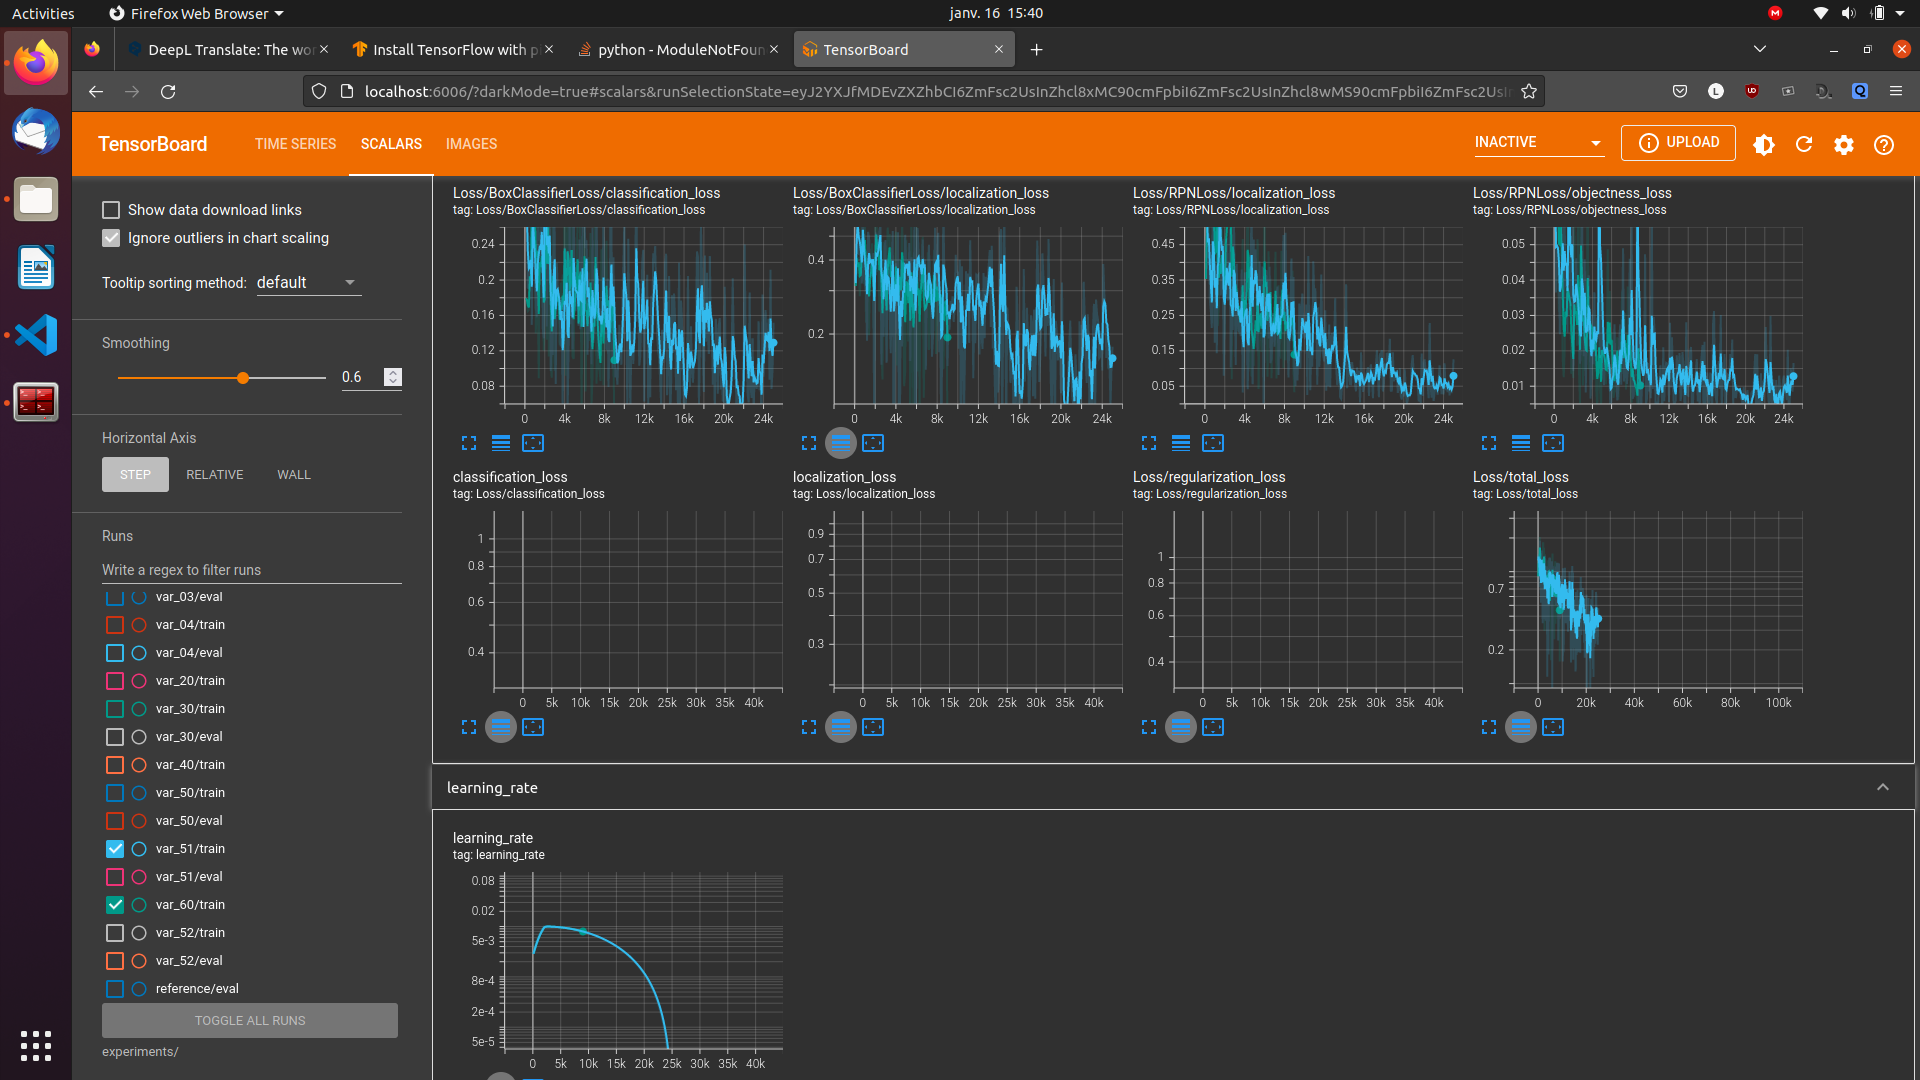 Activities
Firefox Web Browser
janv. 16 15:40
DeepL Translate: The wor
Install TensorFlow with pi
python - ModuleNotFoun
TensorBoard
TensorBoard
TIME SERIES
SCALARS
IMAGES
INACTIVE
UPLOAD
Show data download links
Ignore outliers in chart scaling
Tooltip sorting method: default
Smoothing
0.6
Horizontal Axis
STEP
RELATIVE
WALL
Runs
Write a regex to filter runs
var_03/eval
var_04/train
var_04/eval
var_20/train
var_30/train
var_30/eval
var_40/train
var_50/train
var_50/eval
var_51/train
var_51/eval
var_60/train
var_52/train
var_52/eval
reference/eval
TOGGLE ALL RUNS
experiments/
Loss/BoxClassifierLoss/classification_loss
tag: Loss/BoxClassifierLoss/classification_loss
0.24
0.2
0.16
0.12
0.08
0 4k 8k 12k 16k 20k 24k
Loss/BoxClassifierLoss/localization_loss
tag: Loss/BoxClassifierLoss/localization_loss
0.4
0.2
0 4k 8k 12k 16k 20k 24k
Loss/RPNLoss/localization_loss
tag: Loss/RPNLoss/localization_loss
0.45
0.35
0.25
0.15
0.05
0 4k 8k 12k 16k 20k 24k
Loss/RPNLoss/objectness_loss
tag: Loss/RPNLoss/objectness_loss
0.05
0.04
0.03
0.02
0.01
0 4k 8k 12k 16k 20k 24k
classification_loss
tag: Loss/classification_loss
1
0.8
0.6
0.4
0 5k 10k 15k 20k 25k 30k 35k 40k
localization_loss
tag: Loss/localization_loss
0.9
0.7
0.5
0.3
0 5k 10k 15k 20k 25k 30k 35k 40k
Loss/regularization_loss
tag: Loss/regularization_loss
1
0.8
0.6
0.4
0 5k 10k 15k 20k 25k 30k 35k 40k
Loss/total_loss
tag: Loss/total_loss
0.7
0.2
0 20k 40k 60k 80k 100k
learning_rate
learning_rate
tag: learning_rate
0.08
0.02
5e-3
8e-4
2e-4
5e-5
0 5k 10k 15k 20k 25k 30k 35k 40k